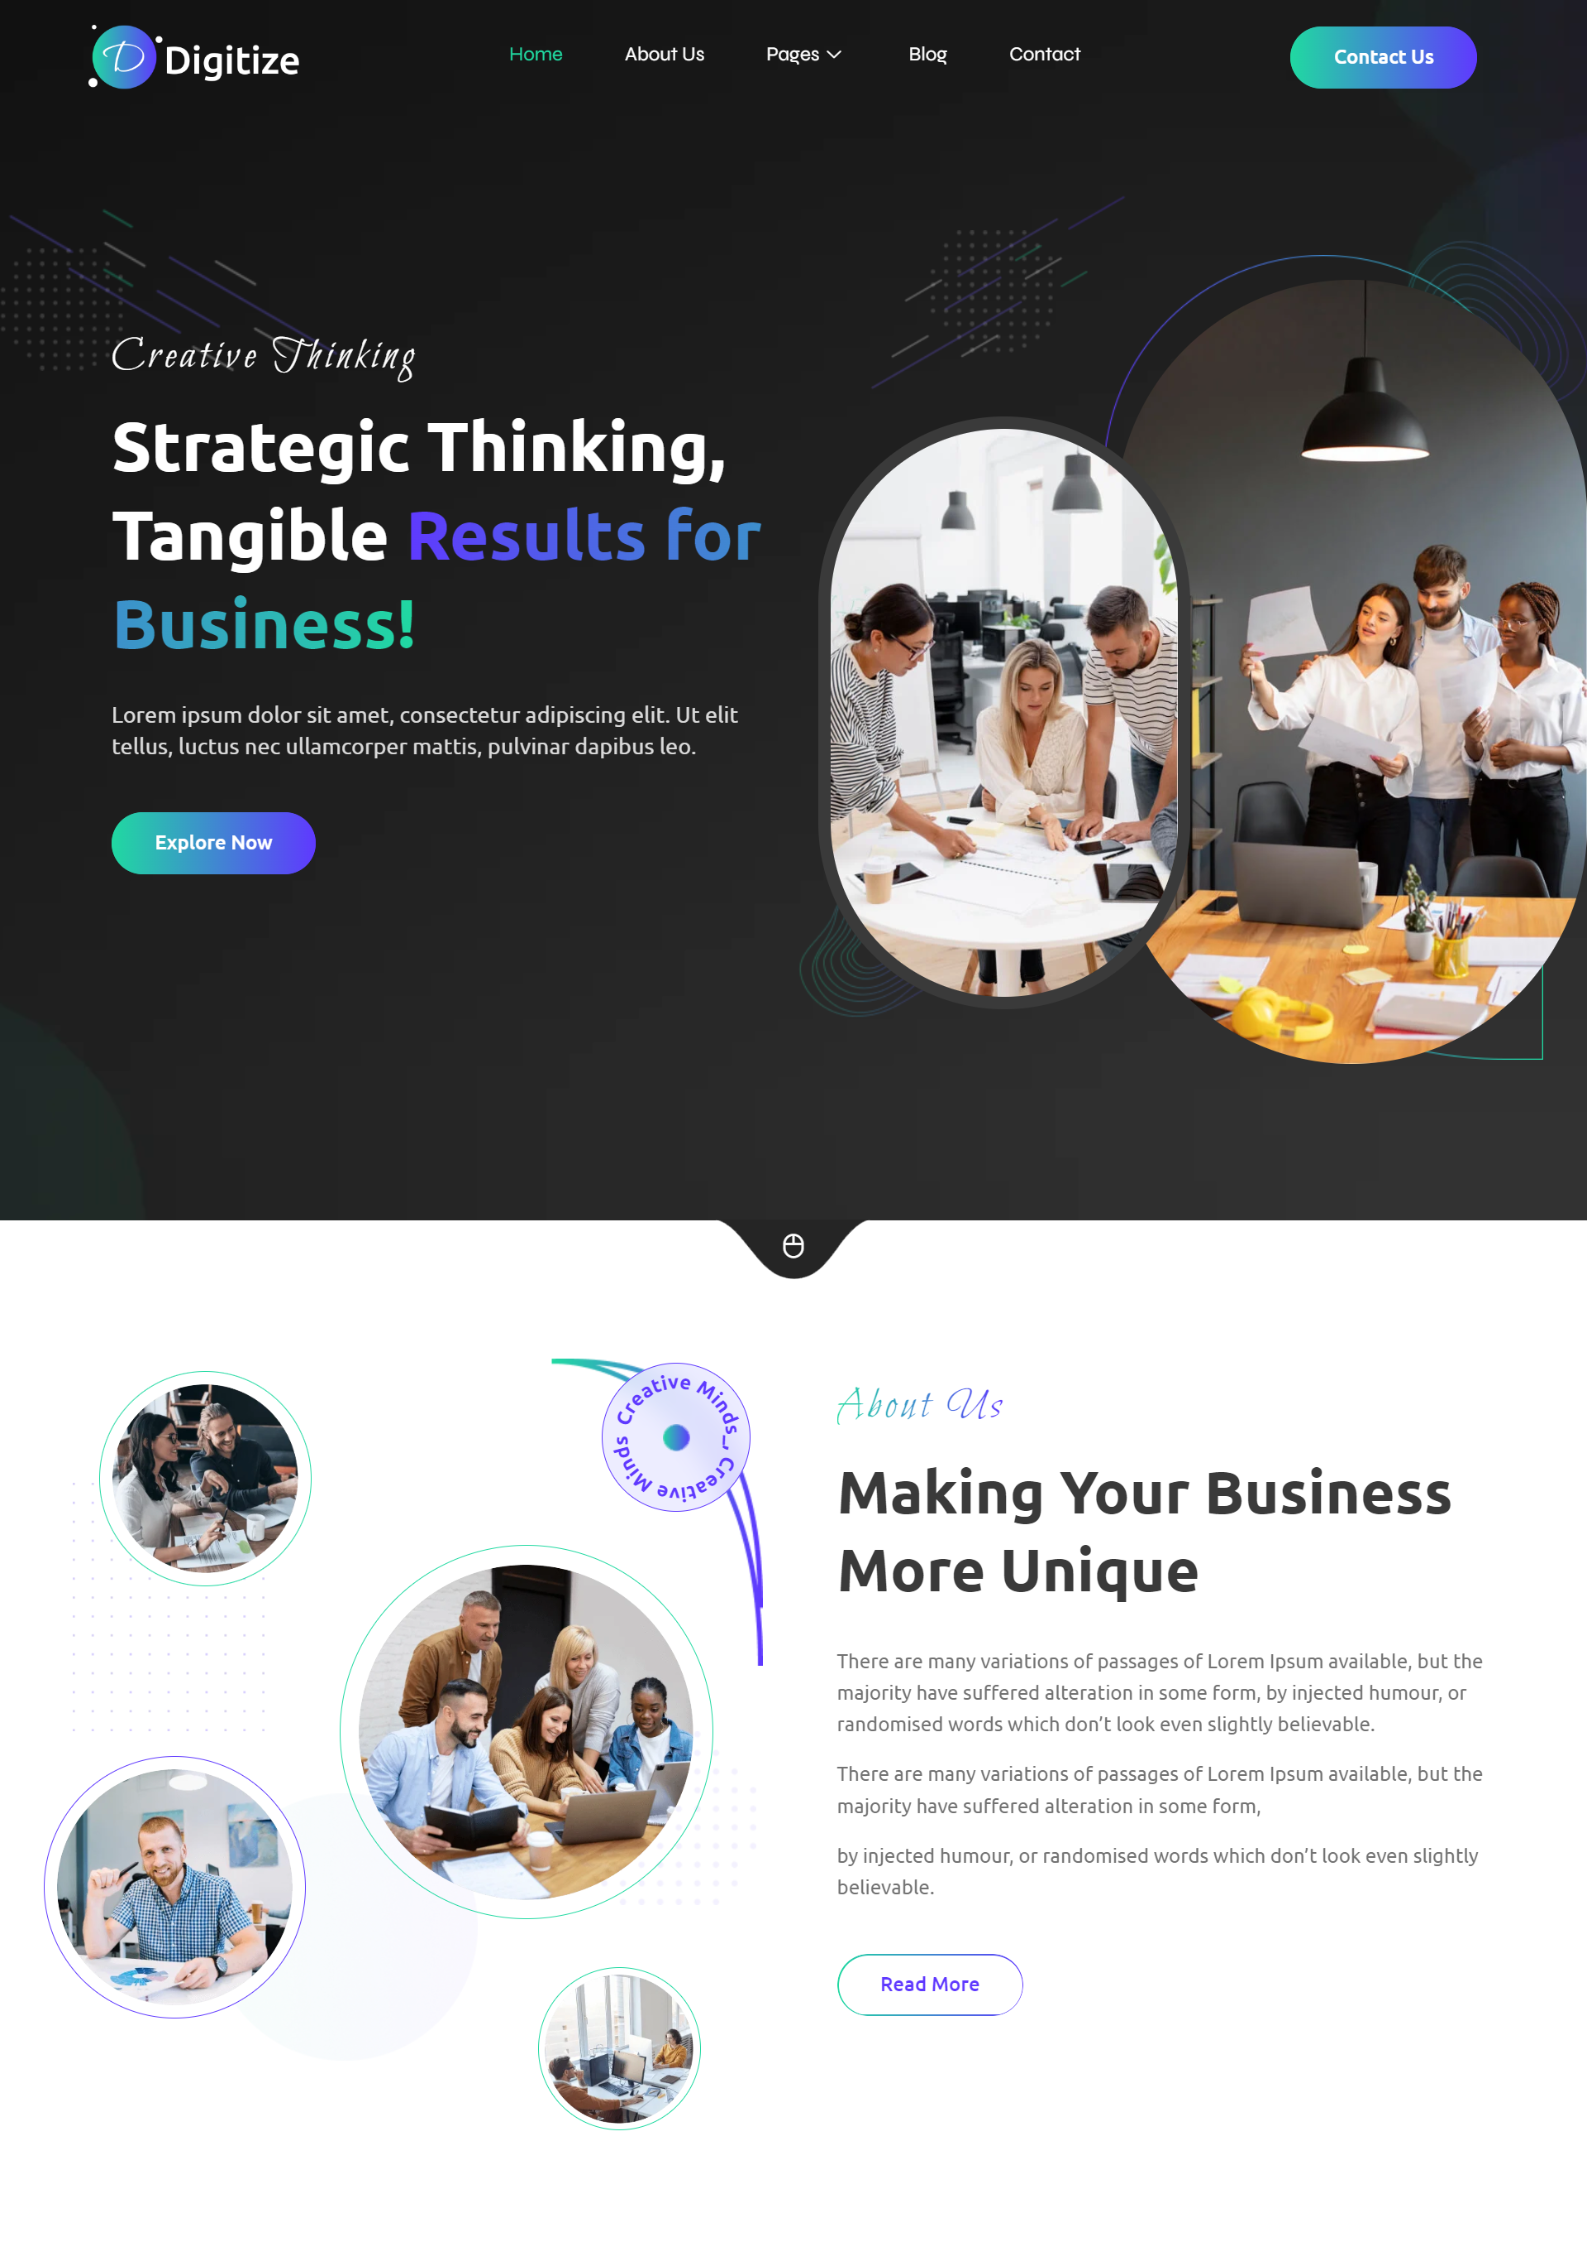 D Digitize
Home
About Us
Pages
Blog
Contact
Contact Us
Creative Thinking
Strategic Thinking,
Tangible Results for
Business!
Lorem ipsum dolor sit amet, consectetur adipiscing elit. Ut elit
tellus, luctus nec ullamcorper mattis, pulvinar dapibus leo.
Explore Now
Creative Minds_, Creative Minds
About Us
Making Your Business
More Unique
There are many variations of passages of Lorem Ipsum available, but the
majority have suffered alteration in some form, by injected humour, or
randomised words which don’t look even slightly believable.
There are many variations of passages of Lorem Ipsum available, but the
majority have suffered alteration in some form,
by injected humour, or randomised words which don’t look even slightly
believable.
Read More